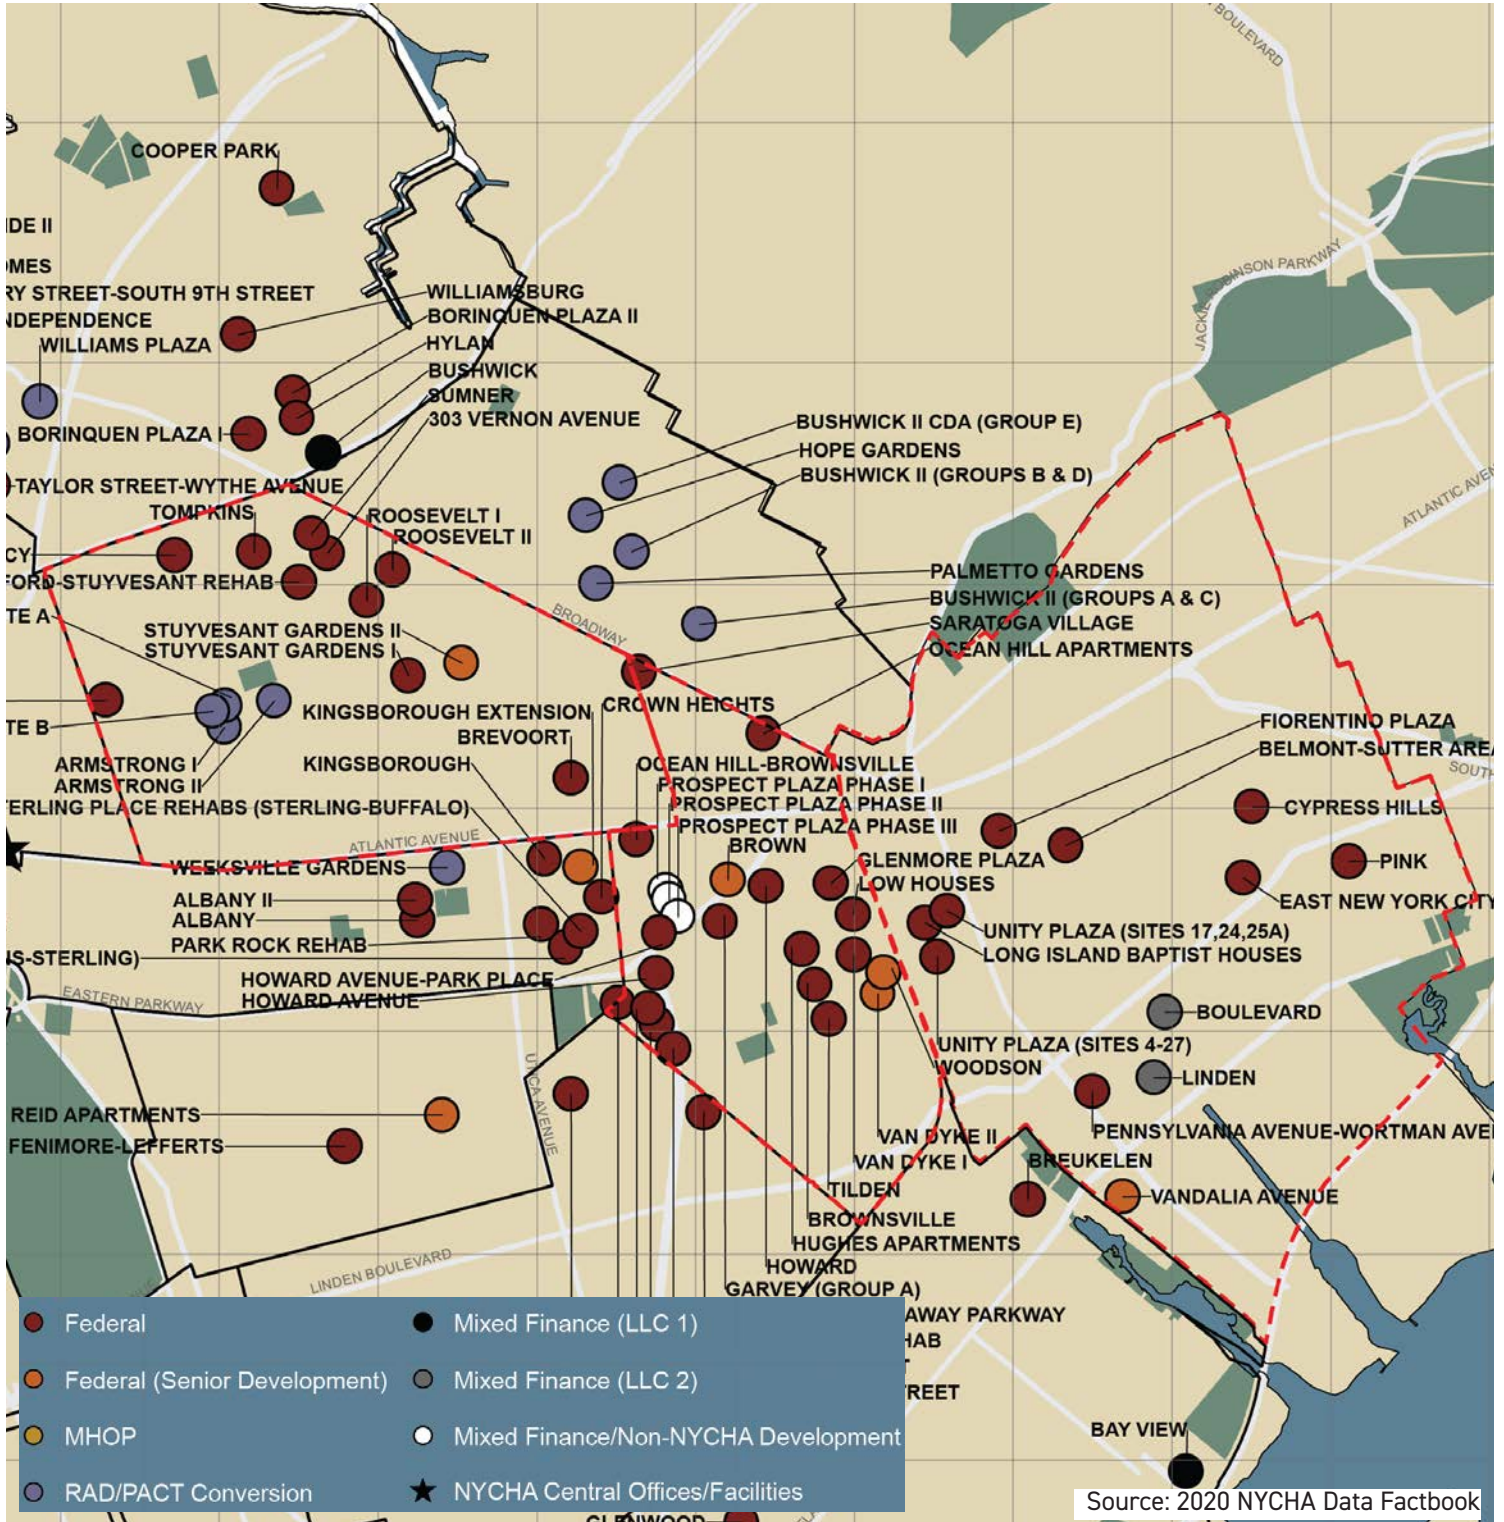 BOULEVARD
COOPER PARK
IDE II
OMES
RY STREET-SOUTH 9TH STREET
NDEPENDENCE
WILLIAMS PLAZA
JACKIE ROBINSON PARKWAY
WILLIAMSBURG
BORINQUEN PLAZA II
HYLAN
BUSHWICK
SUMNER
303 VERNON AVENUE
BORINQUEN PLAZA I
BUSHWICK II CDA (GROUP E)
HOPE GARDENS
BUSHWICK II (GROUPS B & D)
ATLANTIC AVEN
-TAYLOR STREET-WYTHE AVENUE
TOMPKINS
ROOSEVELT I
ROOSEVELT II
CY
FORD-STUYVESANT REHAB
TE A
PALMETTO GARDENS
BUSHWICK II (GROUPS A & C)
SARATOGA VILLAGE
OCEAN HILL APARTMENTS
BROADWAY
STUYVESANT GARDENS II
STUYVESANT GARDENS I
CROWN HEIGHTS
KINGSBOROUGH EXTENSION
BREVOORT
TE B
ARMSTRONG I
ARMSTRONG II
KINGSBOROUGH
FIORENTINO PLAZA
BELMONT-SUTTER AREA
SOUTH
OCEAN HILL-BROWNSVILLE
PROSPECT PLAZA PHASE I
PROSPECT PLAZA PHASE II
PROSPECT PLAZA PHASE III
BROWN
TERLING PLACE REHABS (STERLING-BUFFALO)
CYPRESS HILLS
ATLANTIC AVENUE
GLENMORE PLAZA
LOW HOUSES
PINK
WEEKSVILLE GARDENS
EAST NEW YORK CITY
ALBANY II
ALBANY
PARK ROCK REHAB
IS-STERLING)
UNITY PLAZA (SITES 17,24,25A)
LONG ISLAND BAPTIST HOUSES
HOWARD AVENUE-PARK PLACE
HOWARD AVENUE
EASTERN PARKWAY
BOULEVARD
UNITY PLAZA (SITES 4-27)
WOODSON
LINDEN
UTICA AVENUE
REID APARTMENTS
FENIMORE-LEFFERTS
PENNSYLVANIA AVENUE-WORTMAN AVE
VAN DYKE II
VAN DYKE I
BREUKELEN
VANDALIA AVENUE
TILDEN
BROWNSVILLE
HUGHES APARTMENTS
HOWARD
GARVEY (GROUP A)
LINDEN BOULEVARD
AWAY PARKWAY
HAB
REET
BAY VIEW
Federal
Federal (Senior Development)
MHOP
RAD/PACT Conversion
Mixed Finance (LLC 1)
Mixed Finance (LLC 2)
Mixed Finance/Non-NYCHA Development
NYCHA Central Offices/Facilities
GLENWOOD
Source: 2020 NYCHA Data Factbook